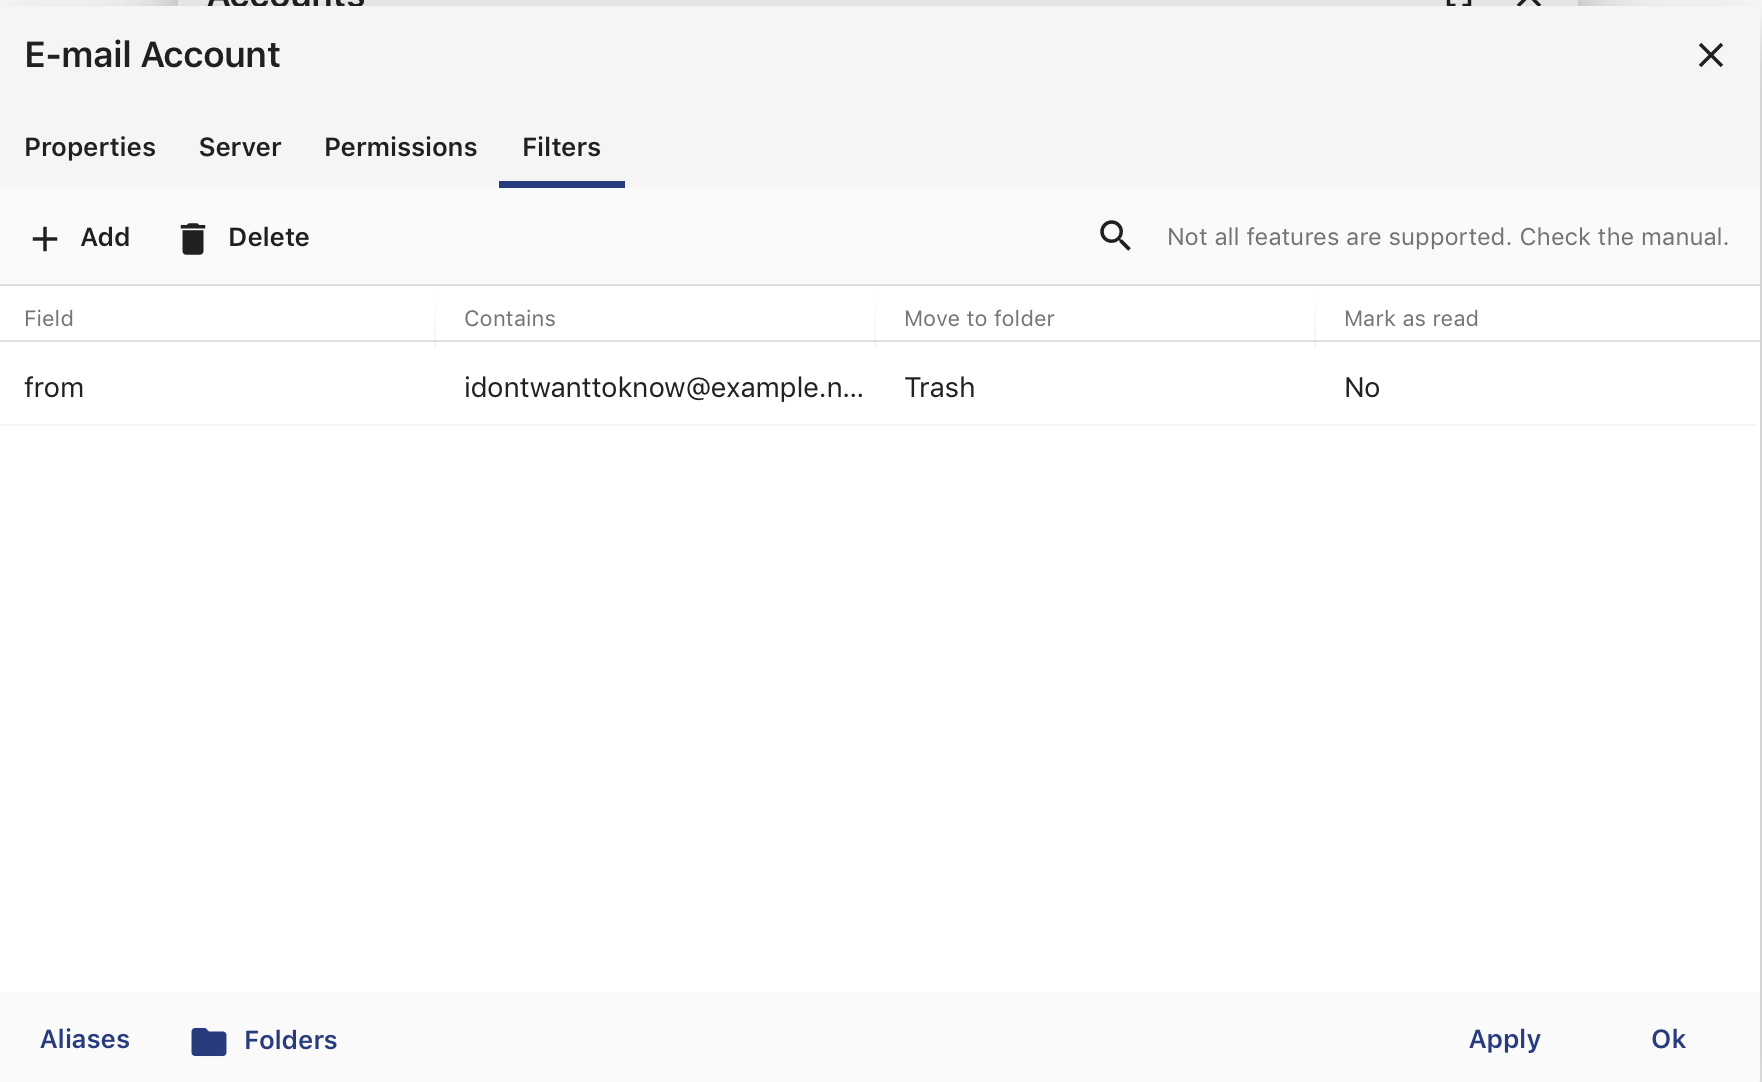 Accounts
E-mail Account
Properties Server Permissions Filters
Add Delete Not all features are supported. Check the manual.
Field Contains Move to folder Mark as read
from idontwanttoknow@example.n... Trash No
Aliases Folders Apply Ok